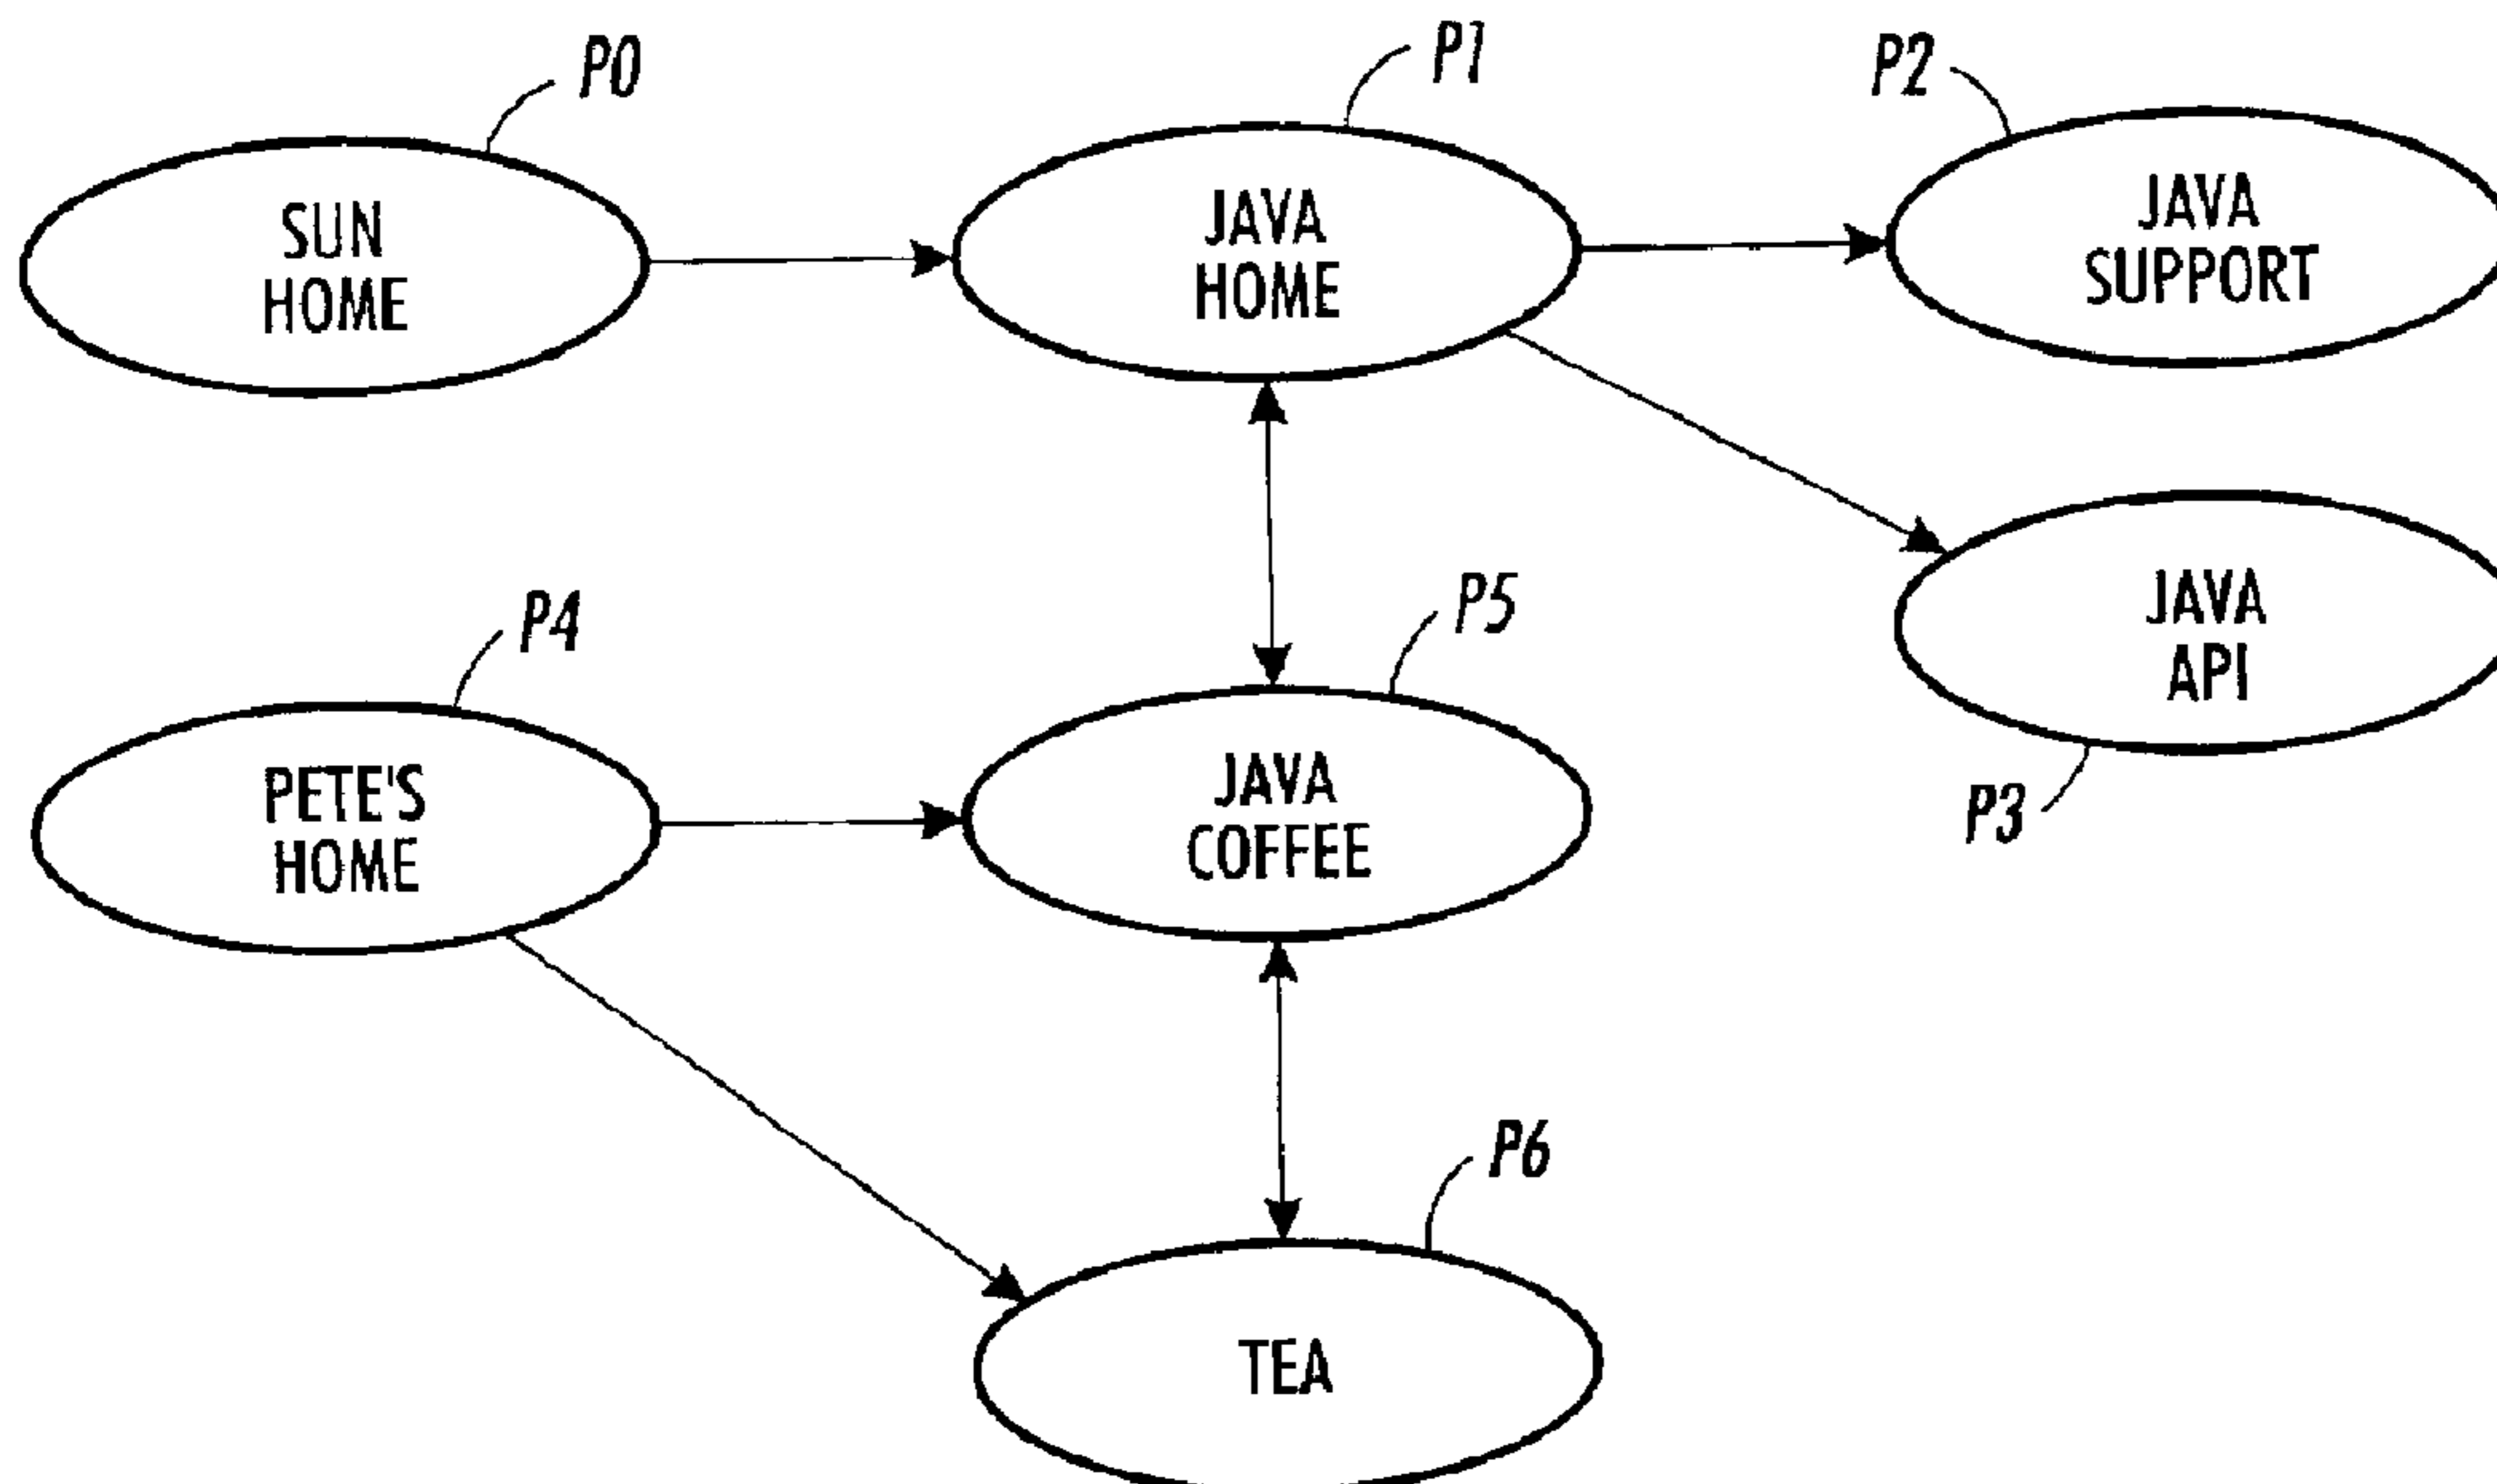 P0
P1
P2
SUN
HOME
JAVA
HOME
JAVA
SUPPORT
P4
P5
JAVA
API
P3
PETE'S
HOME
JAVA
COFFEE
P6
TEA